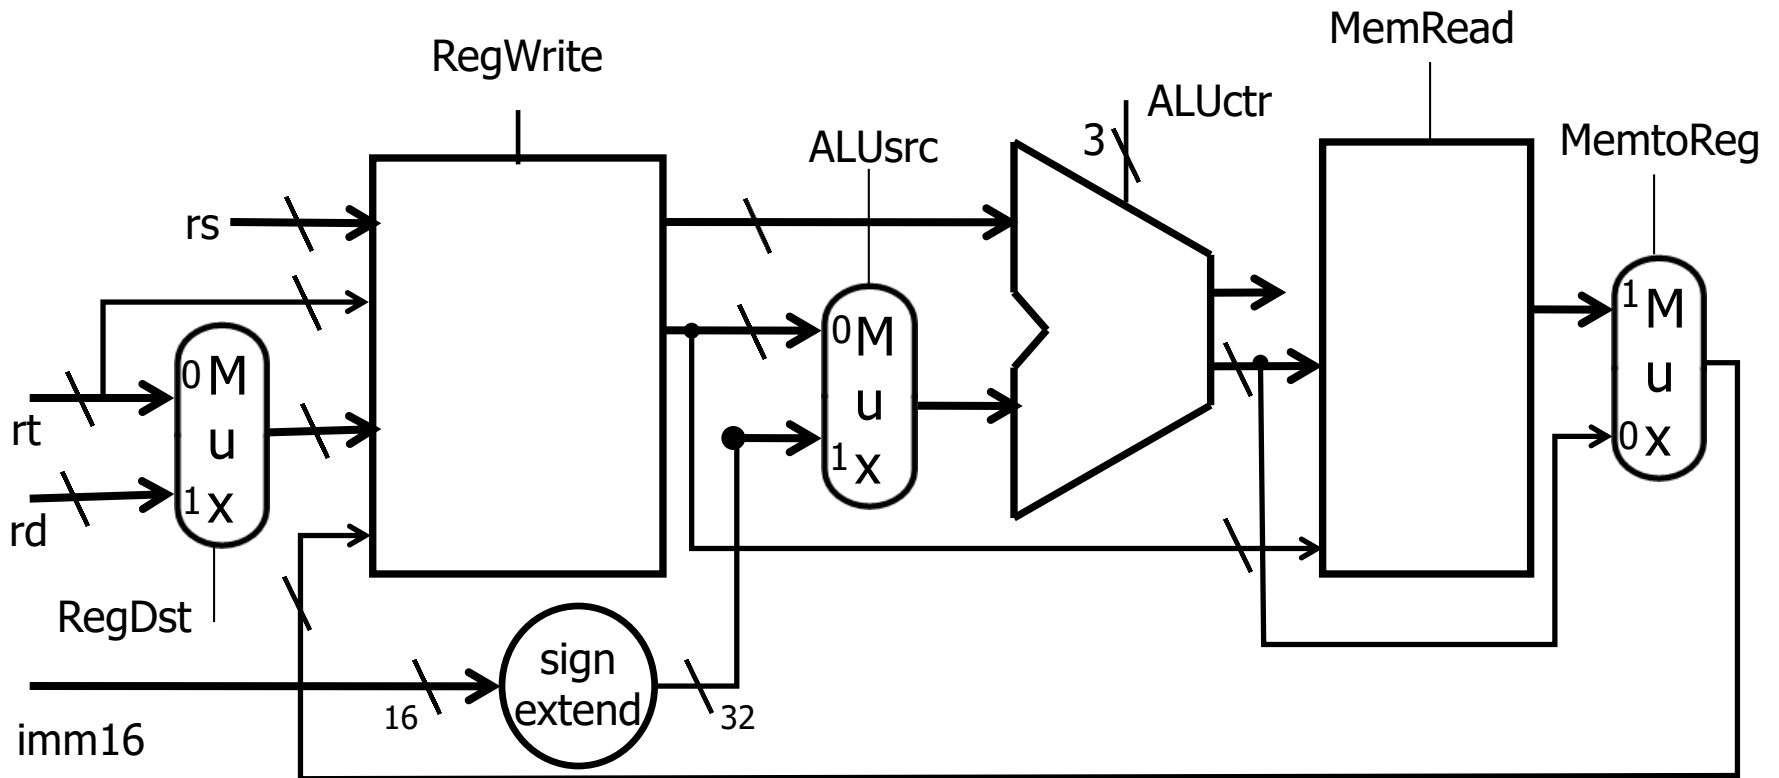 MemRead
RegWrite
ALUctr
3
ALUsrc
MemtoReg
rs
1 M
u
0 x
0 M
u
1 x
0 M
u
1 x
rt
rd
RegDst
sign
extend
16
32
imm16